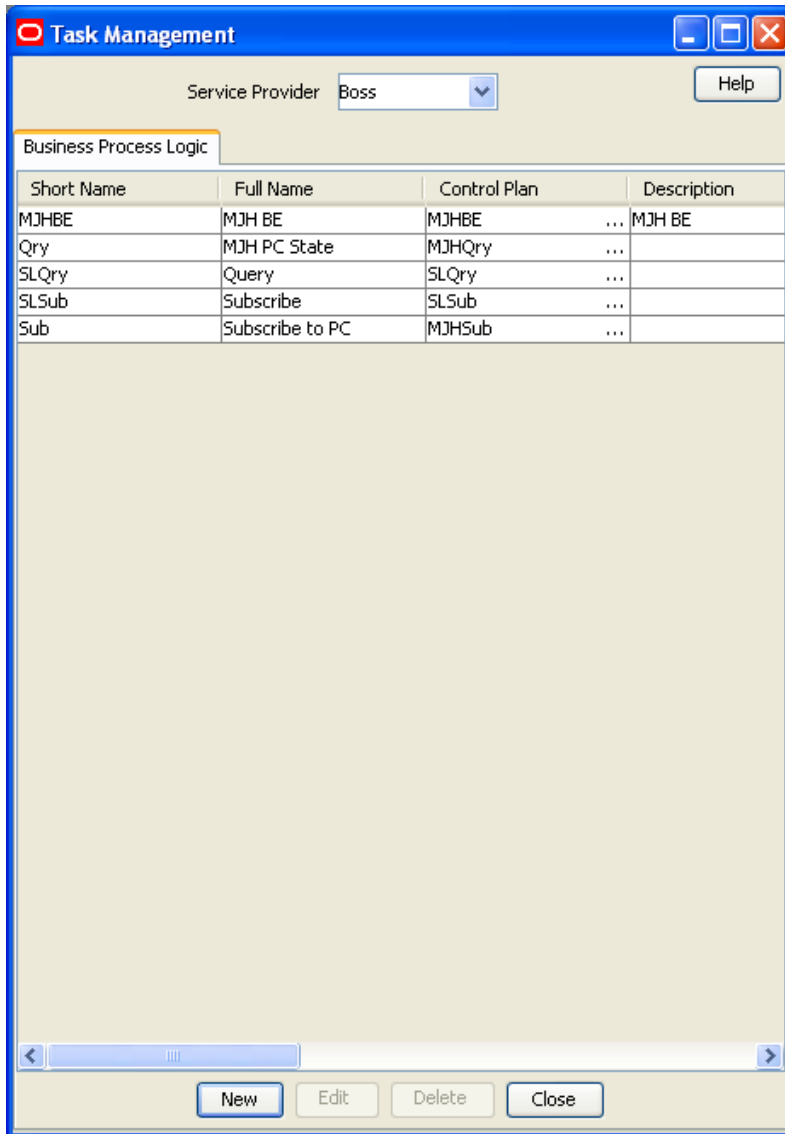 Task Management
Service Provider Boss Help
Business Process Logic
Short Name Full Name Control Plan Description
MJHBE MJH BE MJHBE ... MJH BE
Qry MJH PC State MJHQry ...
SLQry Query SLQry ...
SLSub Subscribe SLSub ...
Sub Subscribe to PC MJHSub ...
New Edit Delete Close